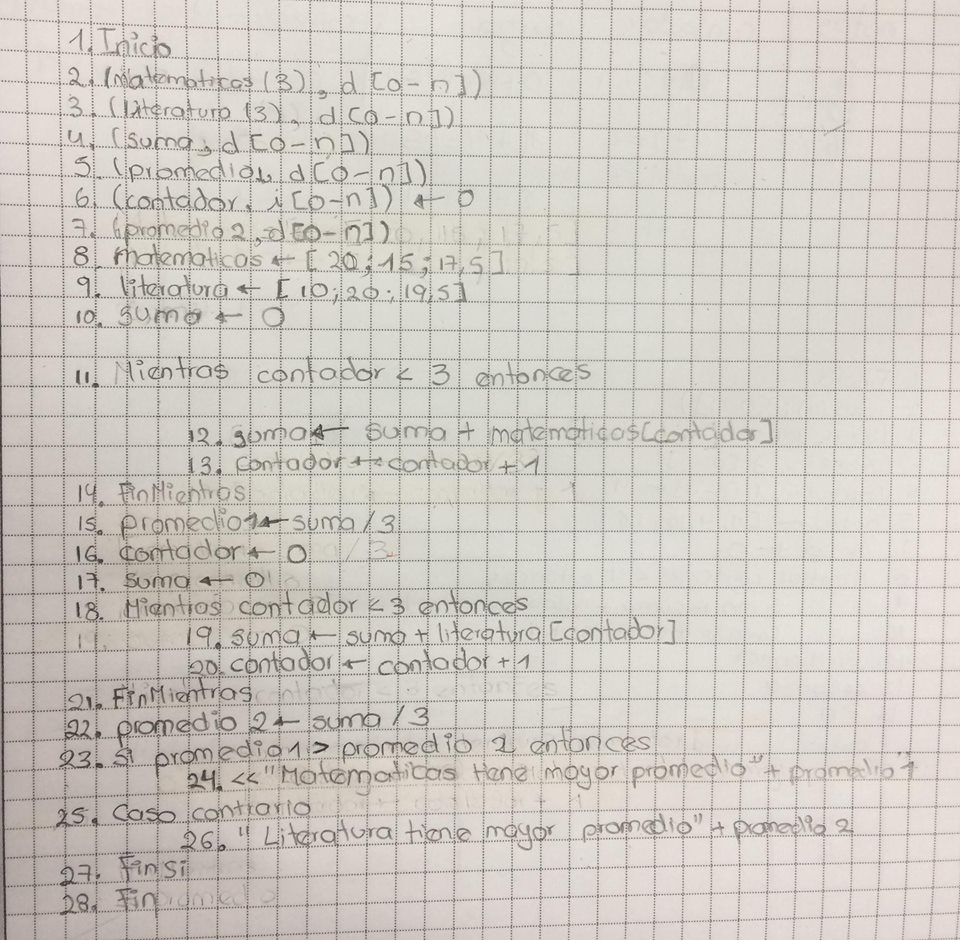 1. Inicio
2. (Matematicas (3), d [0-n])
3. (literatura (3), d [0-n])
4. (suma, d [0-n])
5. (promedio1, d [0-n])
6. (contador, i [0-n]) ← 0
7. (promedio 2, d [0-n])
8. matematicas ← [20;15;17,5]
9. literatura ← [10;20;19,5]
10. suma ← 0
11. Mientras contador < 3 entonces
12. suma ← suma + matematicas[contador]
13. contador ← contador + 1
14. FinMientras
15. promedio1 ← suma / 3
16. contador ← 0
17. suma ← 0
18. Mientras contador < 3 entonces
19. suma ← suma + literatura [contador]
20. contador ← contador + 1
21. FinMientras
22. promedio 2 ← suma / 3
23. si promedio1 > promedio 2 entonces
24. << "Matematicas tiene mayor promedio" + promedio 1
25. Caso contrario
26. "Literatura tiene mayor promedio" + promedio 2
27. Finsi
28. Fin